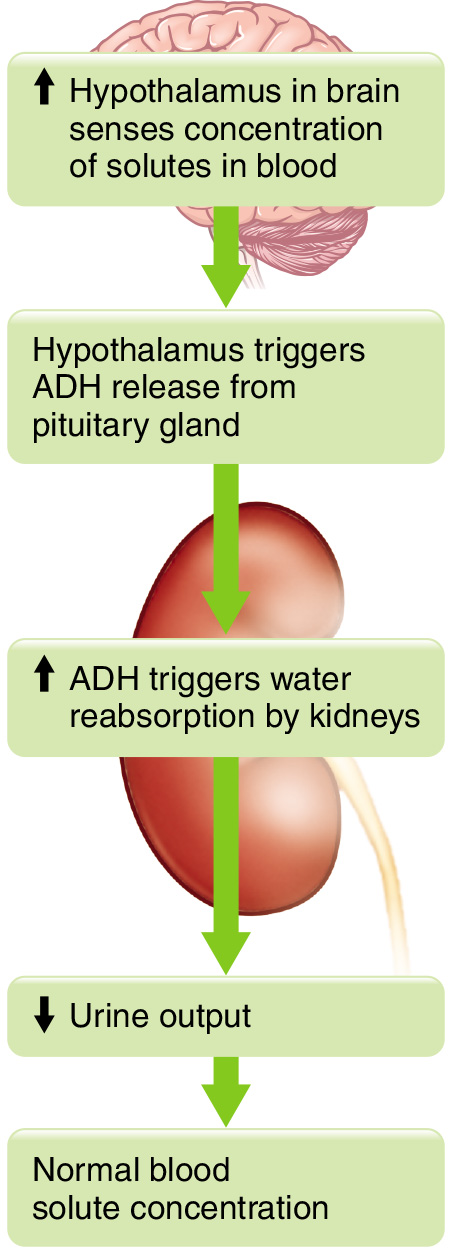 ↑ Hypothalamus in brain
senses concentration
of solutes in blood
Hypothalamus triggers
ADH release from
pituitary gland
↑ ADH triggers water
reabsorption by kidneys
↓ Urine output
Normal blood
solute concentration